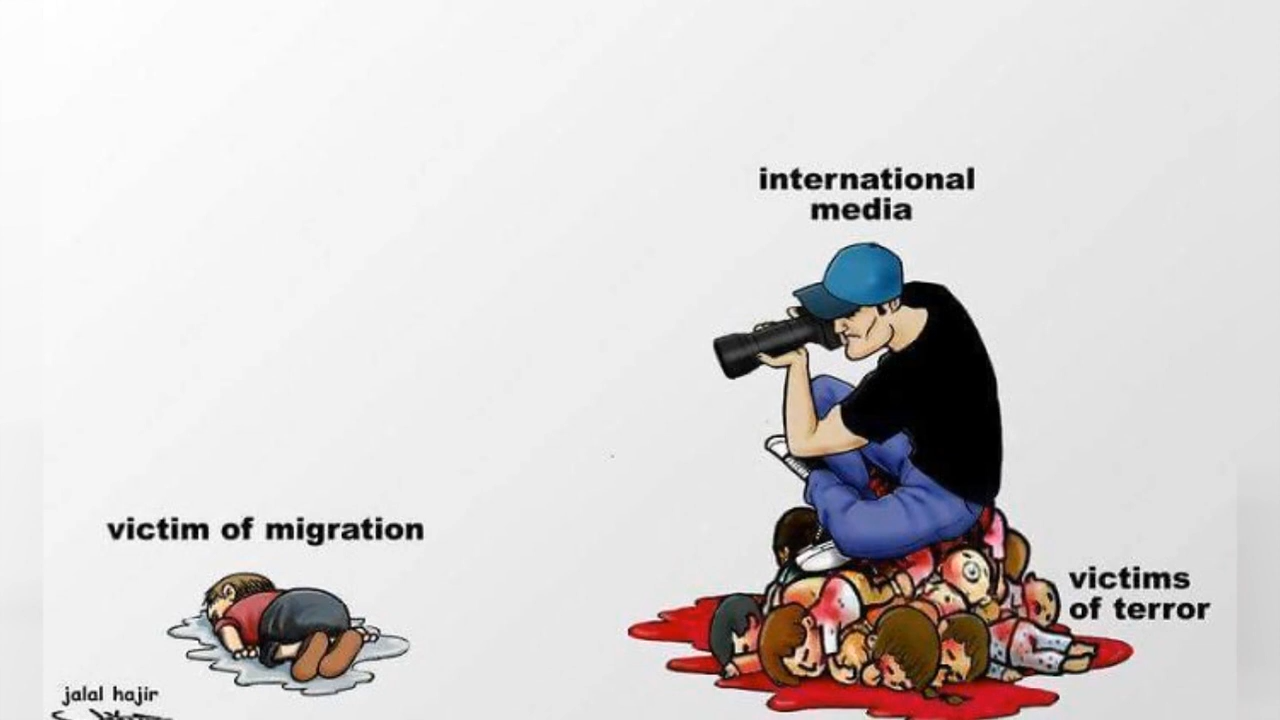 international
media
victim of migration
victims
of terror
jalal hajir